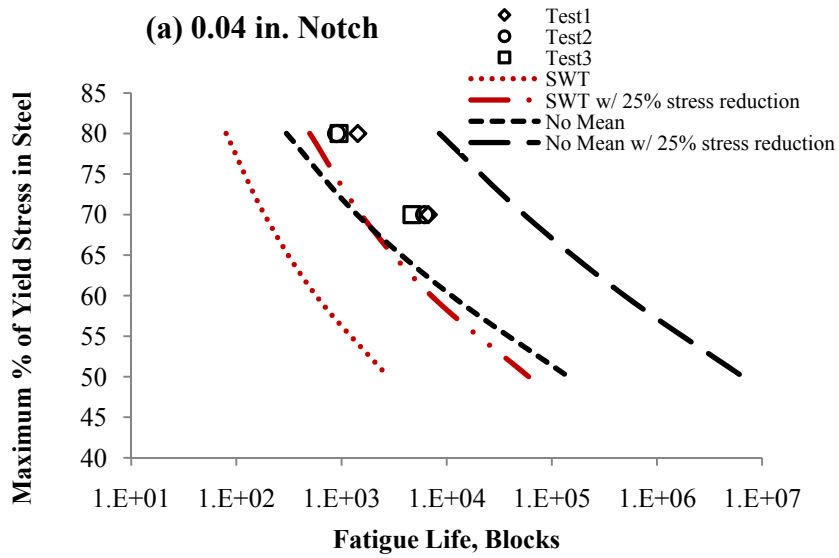 (a) 0.04 in. Notch
Test1
Test2
Test3
SWT
SWT w/ 25% stress reduction
No Mean
No Mean w/ 25% stress reduction
Maximum % of Yield Stress in Steel
85
80
75
70
65
60
55
50
45
40
1.E+01 1.E+02 1.E+03 1.E+04 1.E+05 1.E+06 1.E+07
Fatigue Life, Blocks